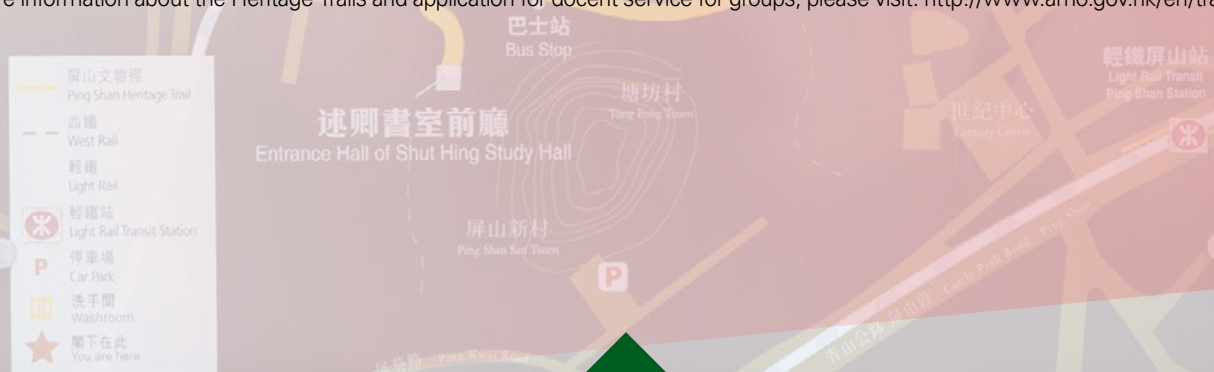 e information about the Heritage Trails and application for docent service for groups, please visit: http://www.amo.gov.hk/en/tra
巴士站
Bus Stop
輕鐵屏山站
Light Rail Transit
Ping Shan Station
屏山文物徑
Ping Shan Heritage Trail
西鐵
West Rail
輕鐵
Light Rail
輕鐵站
Light Rail Transit Station
P
停車場
Car Park
洗手間
Washroom
閣下在此
You are here
述卿書室前廳
Entrance Hall of Shut Hing Study Hall
塘坊村
Tong Fong Tsuen
世紀中心
Century Centre
屏山新村
Ping Shan San Tsuen
P
青山公路 屏山段 Castle Peak Road - Ping Shan
屏葵路 Ping Kwai Road